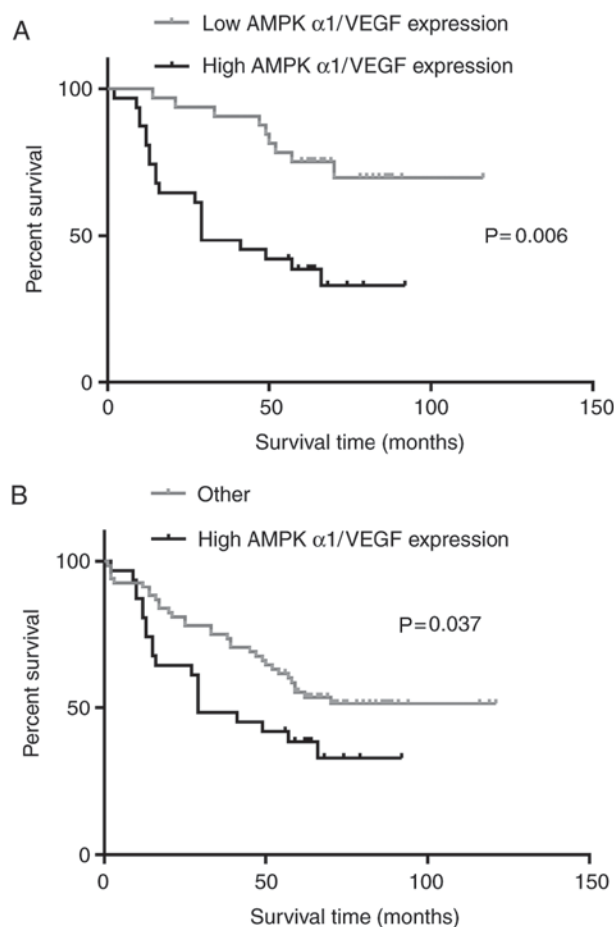 A
Low AMPK α1/VEGF expression
High AMPK α1/VEGF expression
100
50
0
Percent survival
P=0.006
0 50 100 150
Survival time (months)
B
Other
High AMPK α1/VEGF expression
100
50
0
Percent survival
P=0.037
0 50 100 150
Survival time (months)